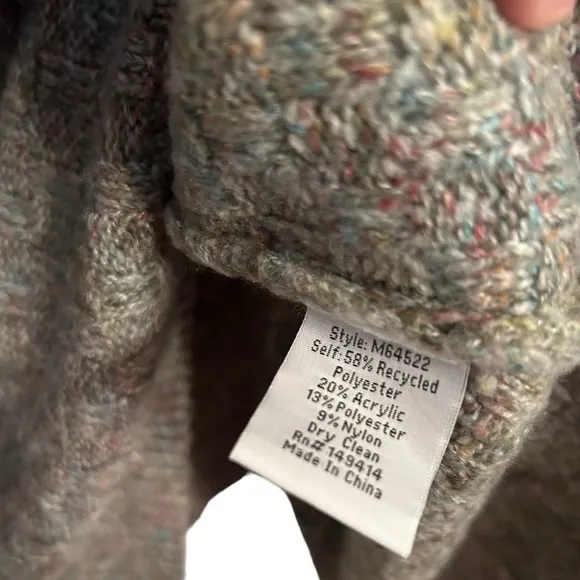 Style: M64522
Self: 58% Recycled
Polyester
20% Acrylic
13% Polyester
9% Nylon
Dry Clean
Rn# 149414
Made In China